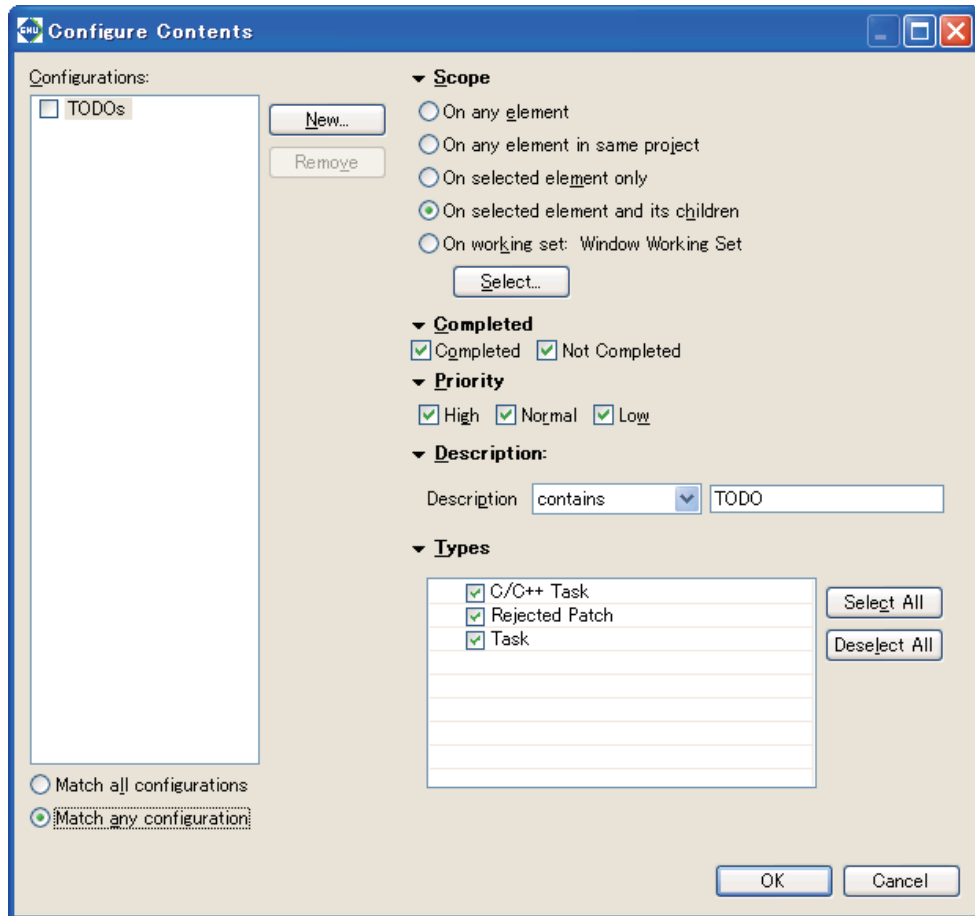 GNU
Configure Contents
Configurations:
TODOs
New...
Remove
Scope
On any element
On any element in same project
On selected element only
On selected element and its children
On working set: Window Working Set
Select...
Completed
Completed Not Completed
Priority
High Normal Low
Description:
Description contains TODO
Types
C/C++ Task
Rejected Patch
Task
Select All
Deselect All
Match all configurations
Match any configuration
OK Cancel